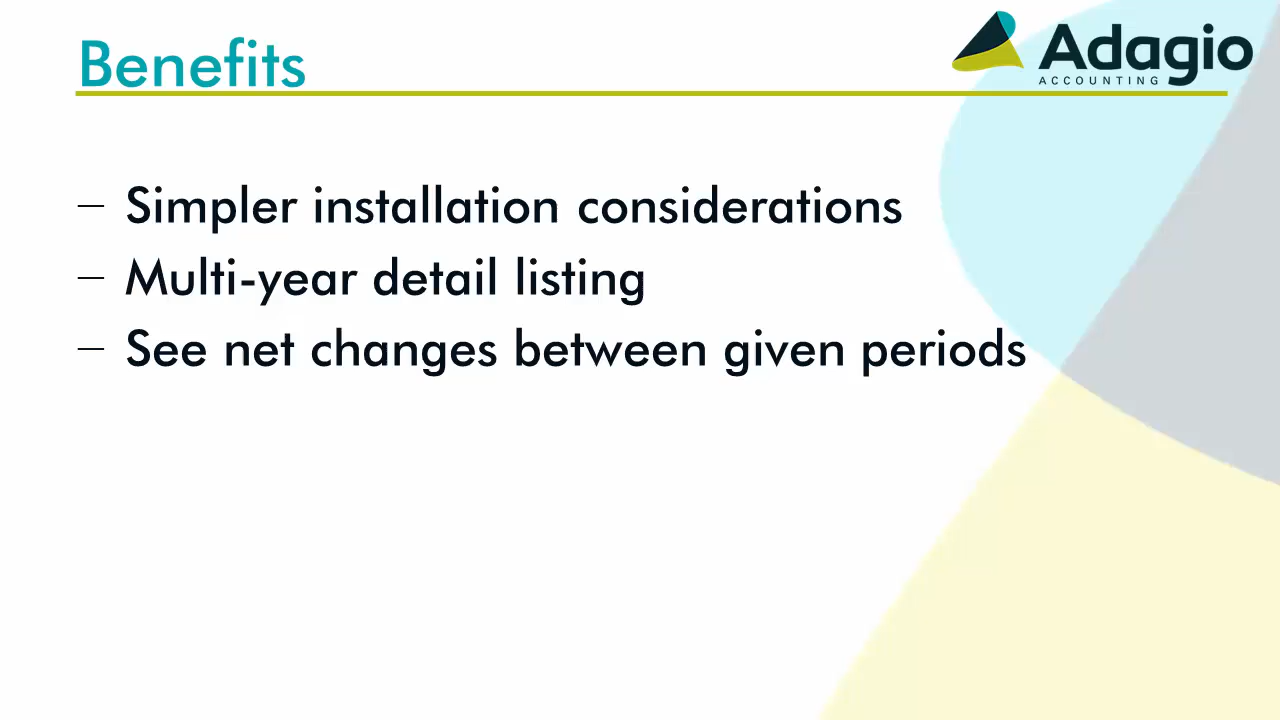 Benefits
Adagio
ACCOUNTING
– Simpler installation considerations
– Multi-year detail listing
– See net changes between given periods